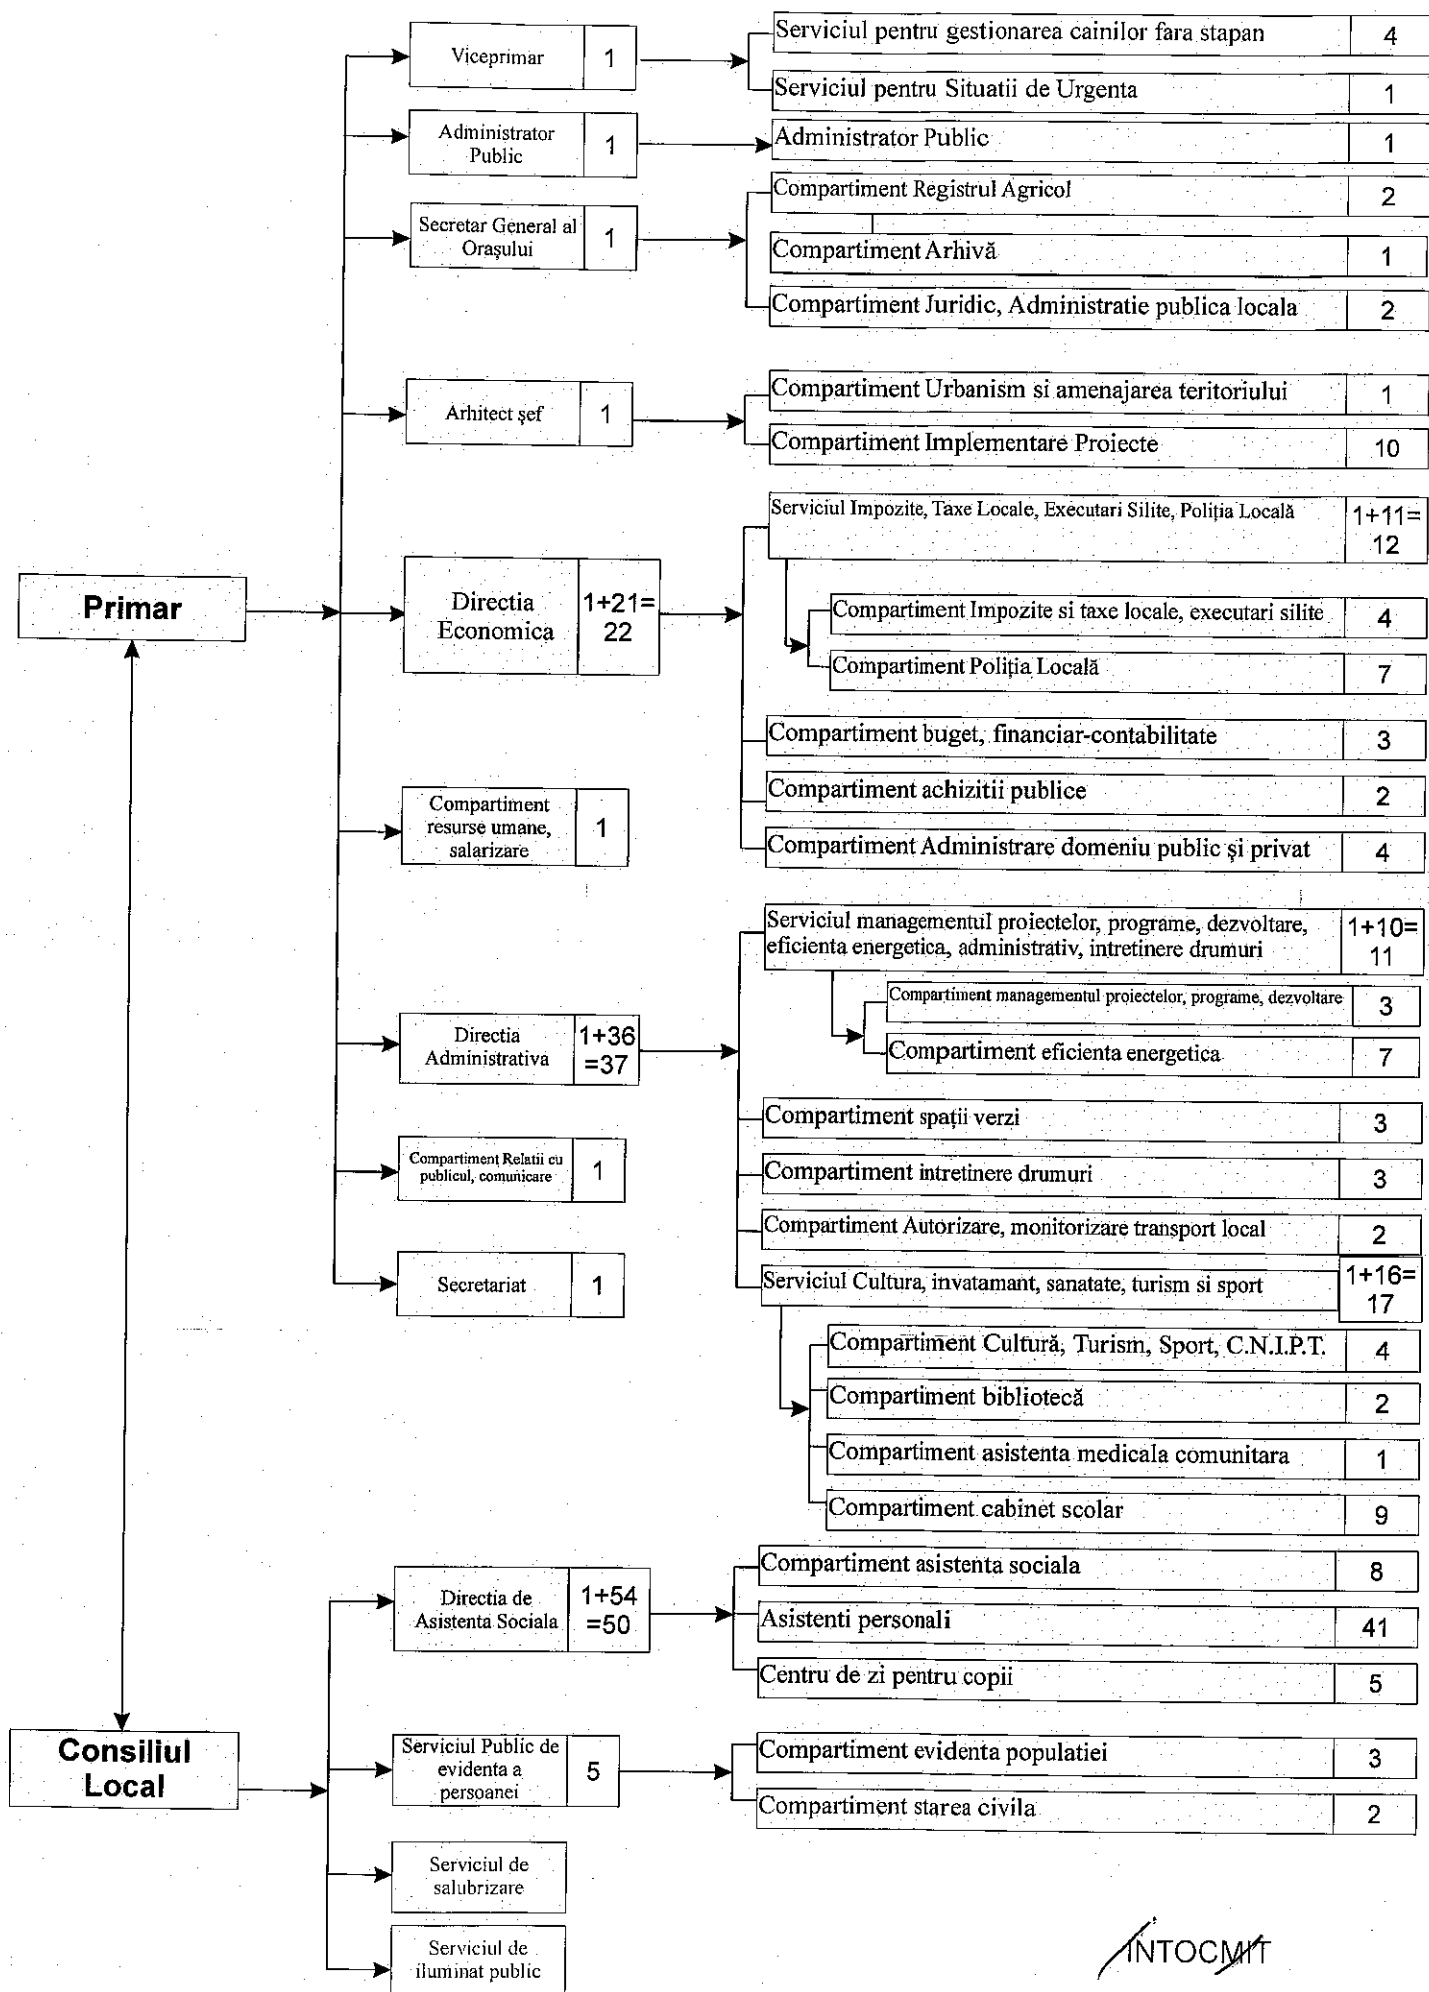 Primar
Viceprimar
1
Serviciul pentru gestionarea cainilor fara stapan
4
Serviciul pentru Situatii de Urgenta
1
Administrator
Public
1
Administrator Public
1
Secretar General al
Orașului
1
Compartiment Registrul Agricol
2
Compartiment Arhivă
1
Compartiment Juridic, Administratie publica locala
2
Arhitect șef
1
Compartiment Urbanism si amenajarea teritoriului
1
Compartiment Implementare Proiecte
10
Directia
Economica
1+21=
22
Serviciul Impozite, Taxe Locale, Executari Silite, Poliția Locală
1+11=
12
Compartiment Impozite si taxe locale, executari silite
4
Compartiment Poliția Locală
7
Compartiment buget, financiar-contabilitate
3
Compartiment achizitii publice
2
Compartiment Administrare domeniu public și privat
4
Compartiment
resurse umane,
salarizare
1
Directia
Administrativa
1+36
=37
Serviciul managementul proiectelor, programe, dezvoltare,
eficienta energetica, administrativ, intretinere drumuri
1+10=
11
Compartiment managementul proiectelor, programe, dezvoltare
3
Compartiment eficienta energetica
7
Compartiment spații verzi
3
Compartiment intretinere drumuri
3
Compartiment Autorizare, monitorizare transport local
2
Serviciul Cultura, invatamant, sanatate, turism si sport
1+16=
17
Compartiment Cultură, Turism, Sport, C.N.I.P.T.
4
Compartiment bibliotecă
2
Compartiment asistenta medicala comunitara
1
Compartiment cabinet scolar
9
Compartiment Relatii cu
publicul, comunicare
1
Secretariat
1
Consiliul
Local
Directia de
Asistenta Sociala
1+54
=50
Compartiment asistenta sociala
8
Asistenti personali
41
Centru de zi pentru copii
5
Serviciul Public de
evidenta a
persoanei
5
Compartiment evidenta populatiei
3
Compartiment starea civila
2
Serviciul de
salubrizare
Serviciul de
iluminat public
INTOCMIT